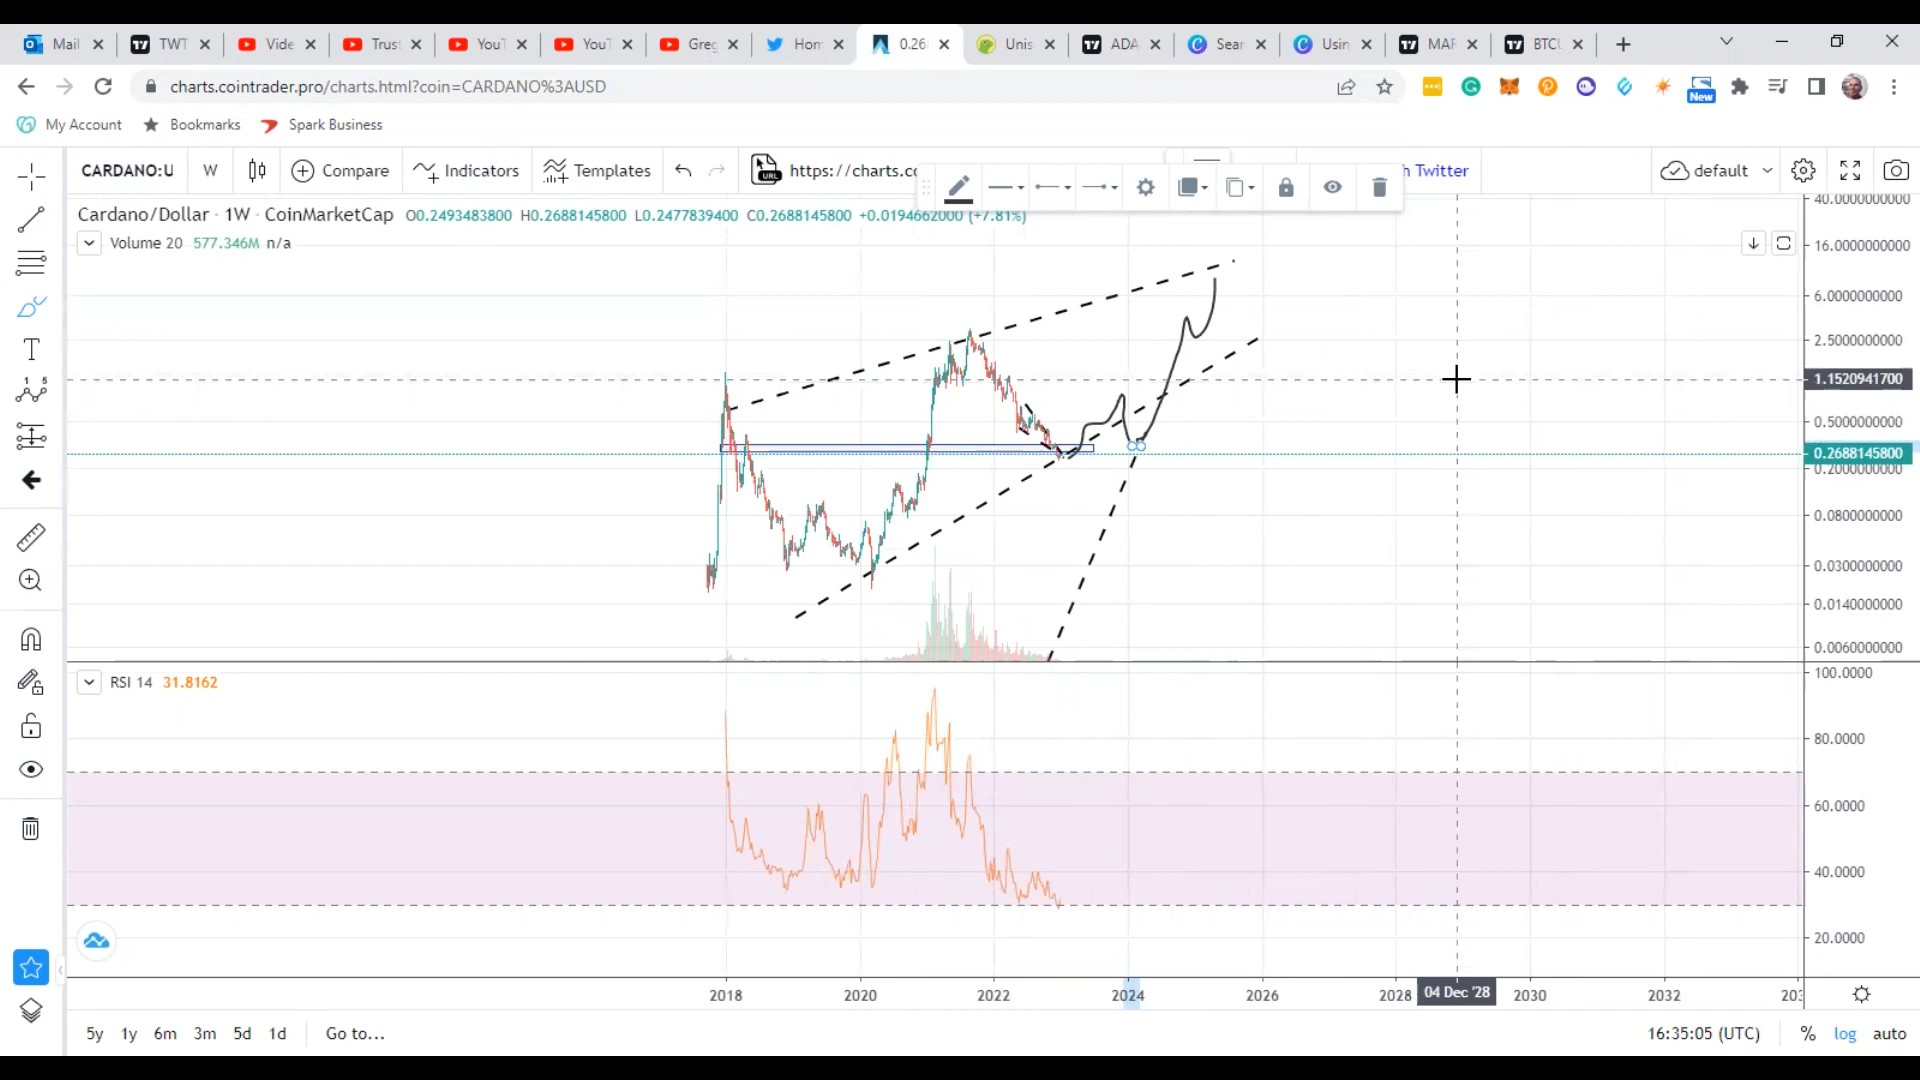 Mail TWT Vide Trust YouT YouT Greg Hom 0.26 Unis ADA Sear Usin MAR BTCU
charts.cointrader.pro/charts.html?coin=CARDANO%3AUSD
New
My Account Bookmarks Spark Business
CARDANO:U W Compare Indicators Templates https://charts.co h Twitter default
Cardano/Dollar · 1W · CoinMarketCap O0.2493483800 H0.2688145800 L0.2477839400 C0.2688145800 +0.0194662000 (+7.81%)
Volume 20 577.346M n/a
40.0000000000
16.0000000000
6.0000000000
2.5000000000
1.1520941700
0.5000000000
0.2688145800
0.2000000000
0.0800000000
0.0300000000
0.0140000000
0.0060000000
RSI 14 31.8162
100.0000
80.0000
60.0000
40.0000
20.0000
2018 2020 2022 2024 2026 2028 04 Dec '28 2030 2032 203
5y 1y 6m 3m 5d 1d Go to... 16:35:05 (UTC) % log auto